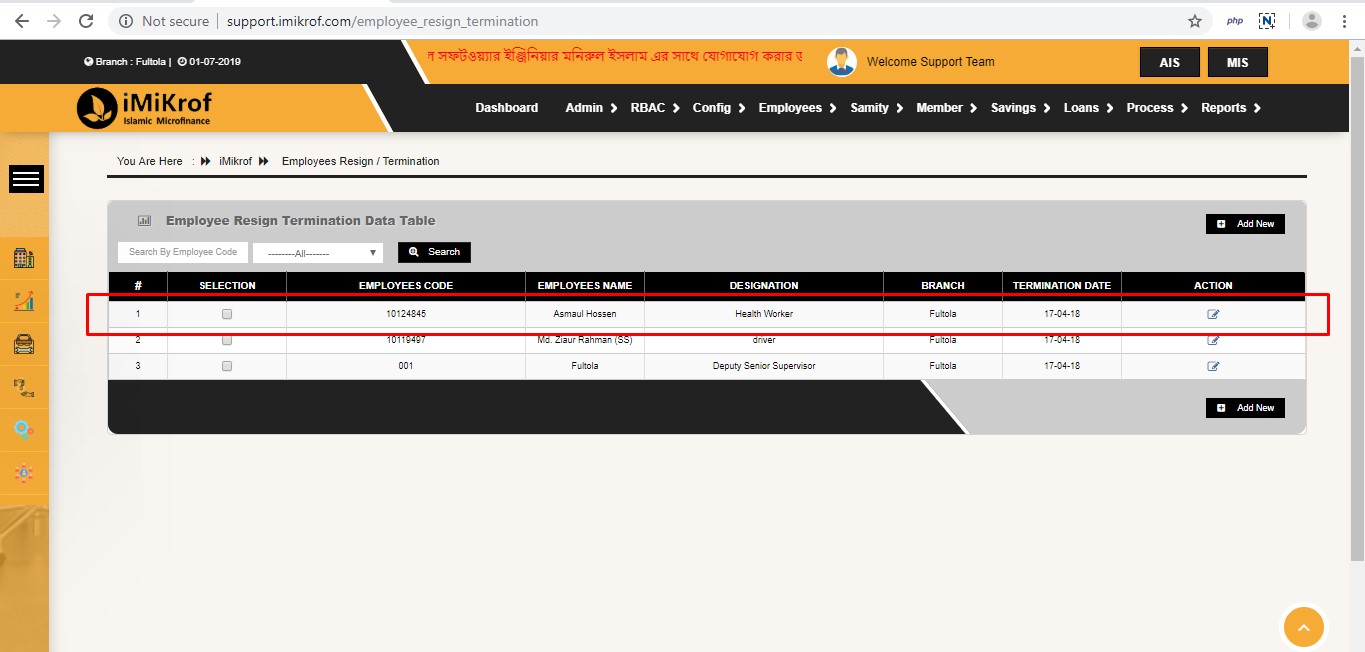 Not secure | support.imikrof.com/employee_resign_termination
php N
Branch : Fultola | 01-07-2019
সফটওয়্যার ইঞ্জিনিয়ার মনিরুল ইসলাম এর সাথে যোগাযোগ করার
Welcome Support Team
AIS MIS
iMiKrof
Islamic Microfinance
Dashboard Admin RBAC Config Employees Samity Member Savings Loans Process Reports
You Are Here : iMikrof Employees Resign / Termination
Employee Resign Termination Data Table
Add New
Search By Employee Code --------All------- Search
# SELECTION EMPLOYEES CODE EMPLOYEES NAME DESIGNATION BRANCH TERMINATION DATE ACTION
1 10124845 Asmaul Hossen Health Worker Fultola 17-04-18
2 10119497 Md. Ziaur Rahman (SS) driver Fultola 17-04-18
3 001 Fultola Deputy Senior Supervisor Fultola 17-04-18
Add New